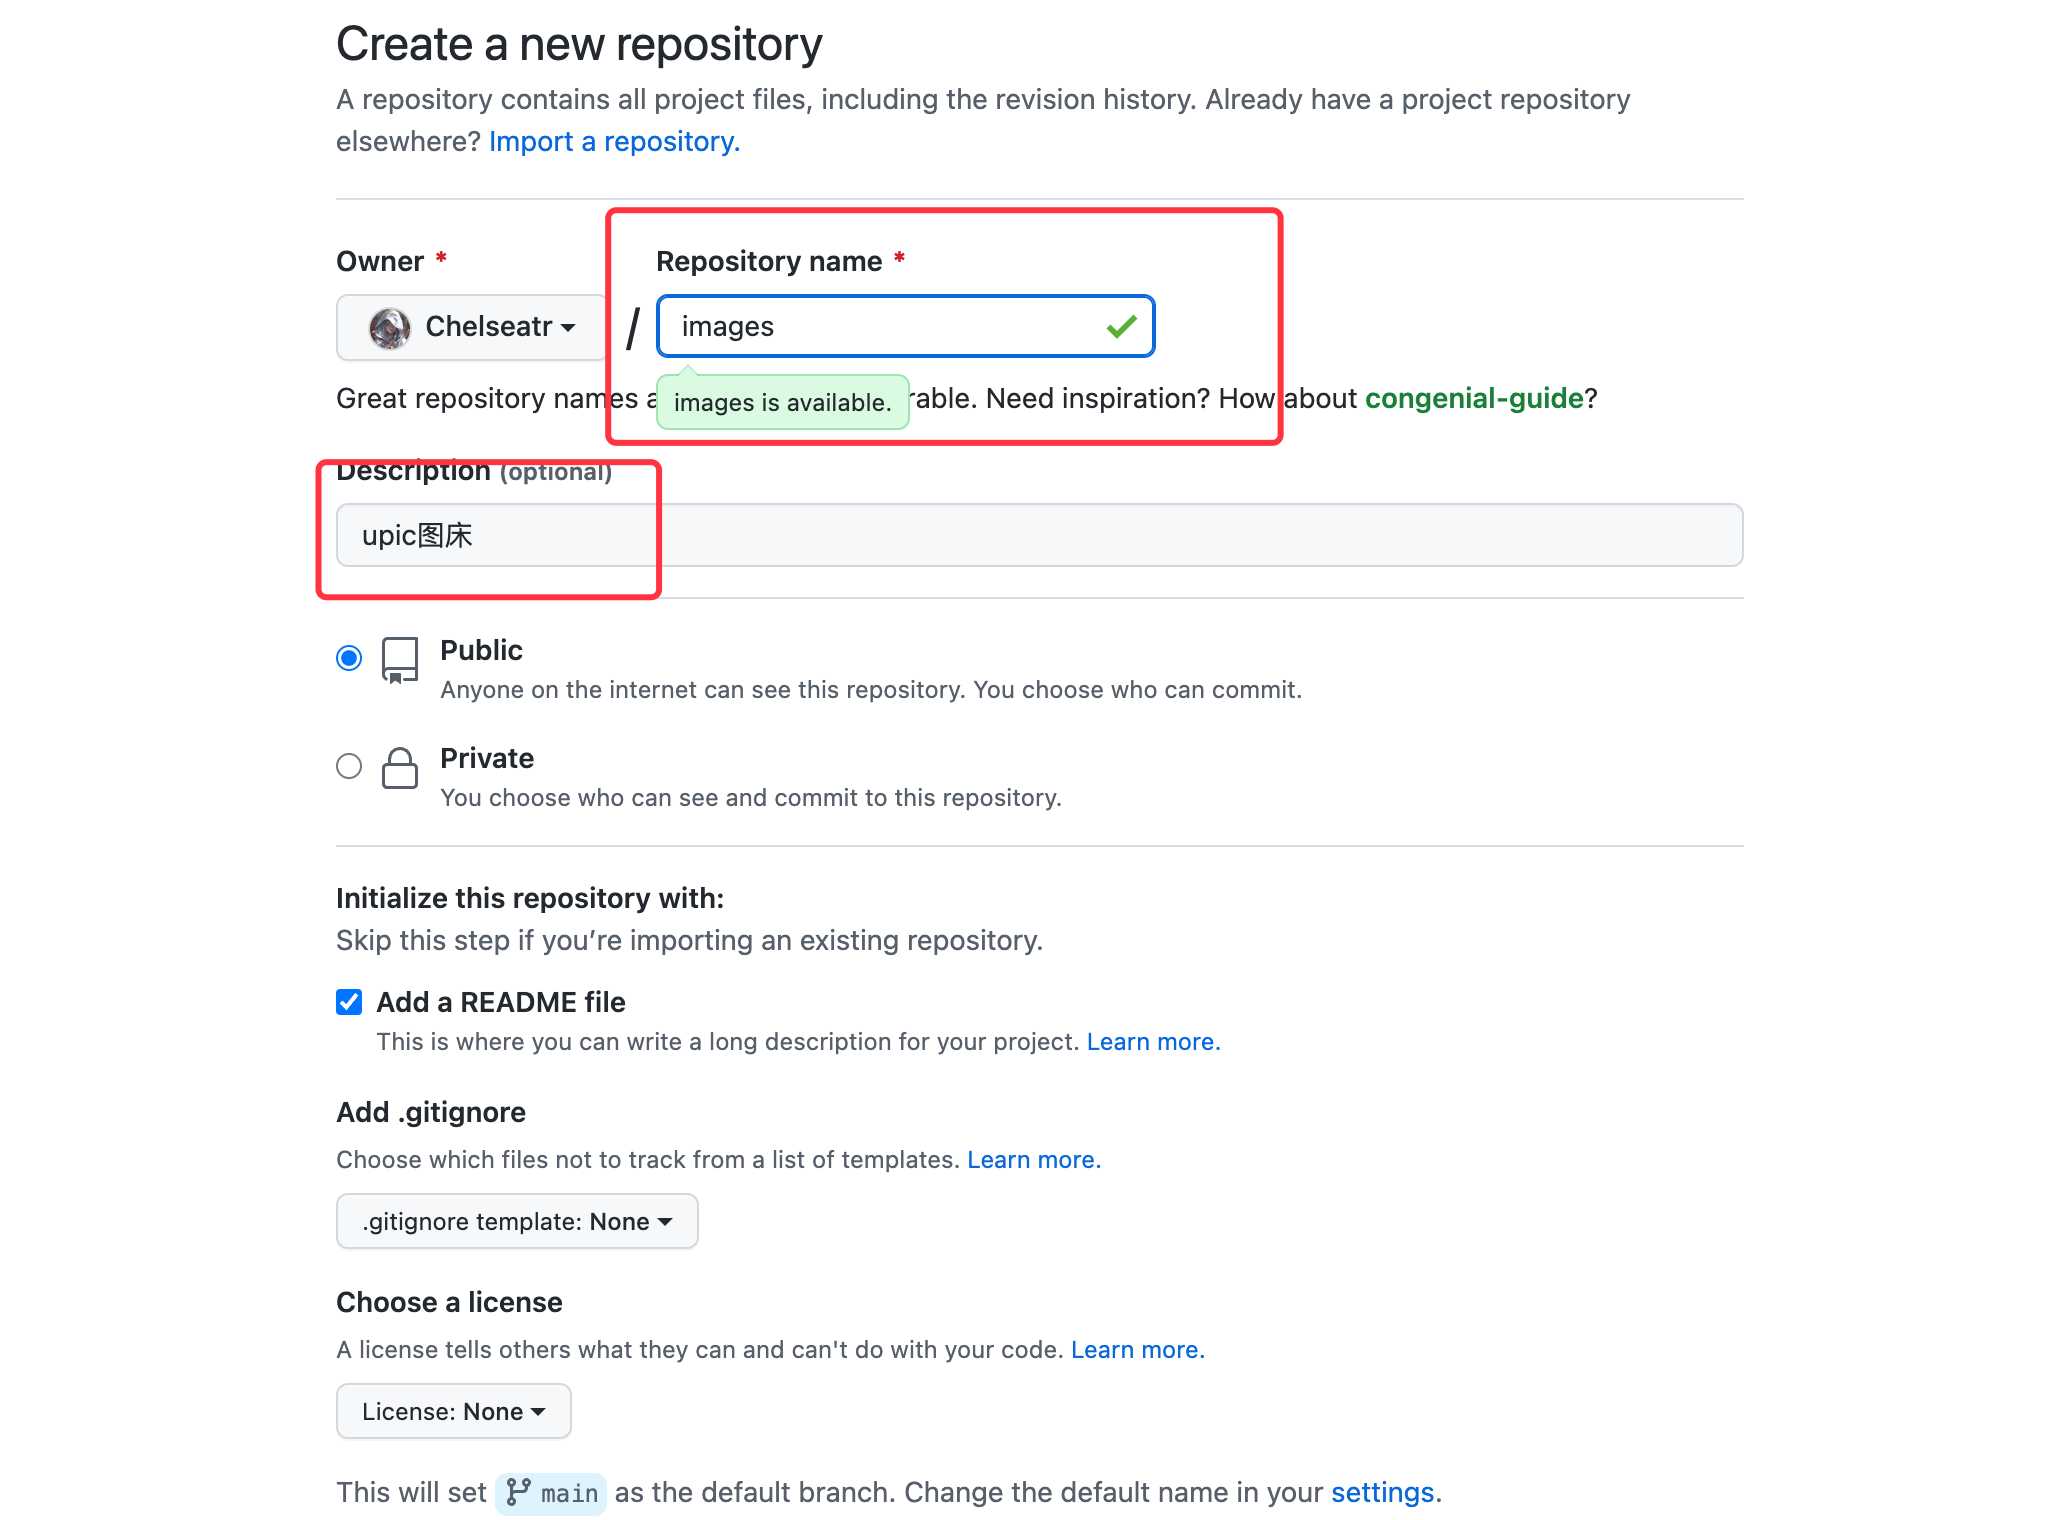 Create a new repository
A repository contains all project files, including the revision history. Already have a project repository
elsewhere? Import a repository.
Owner *
Repository name *
Chelseatr
/
images
Great repository names a
images is available.
rable. Need inspiration? How about congenial-guide?
Description (optional)
upic图床
Public
Anyone on the internet can see this repository. You choose who can commit.
Private
You choose who can see and commit to this repository.
Initialize this repository with:
Skip this step if you’re importing an existing repository.
Add a README file
This is where you can write a long description for your project. Learn more.
Add .gitignore
Choose which files not to track from a list of templates. Learn more.
.gitignore template: None
Choose a license
A license tells others what they can and can't do with your code. Learn more.
License: None
This will set main as the default branch. Change the default name in your settings.